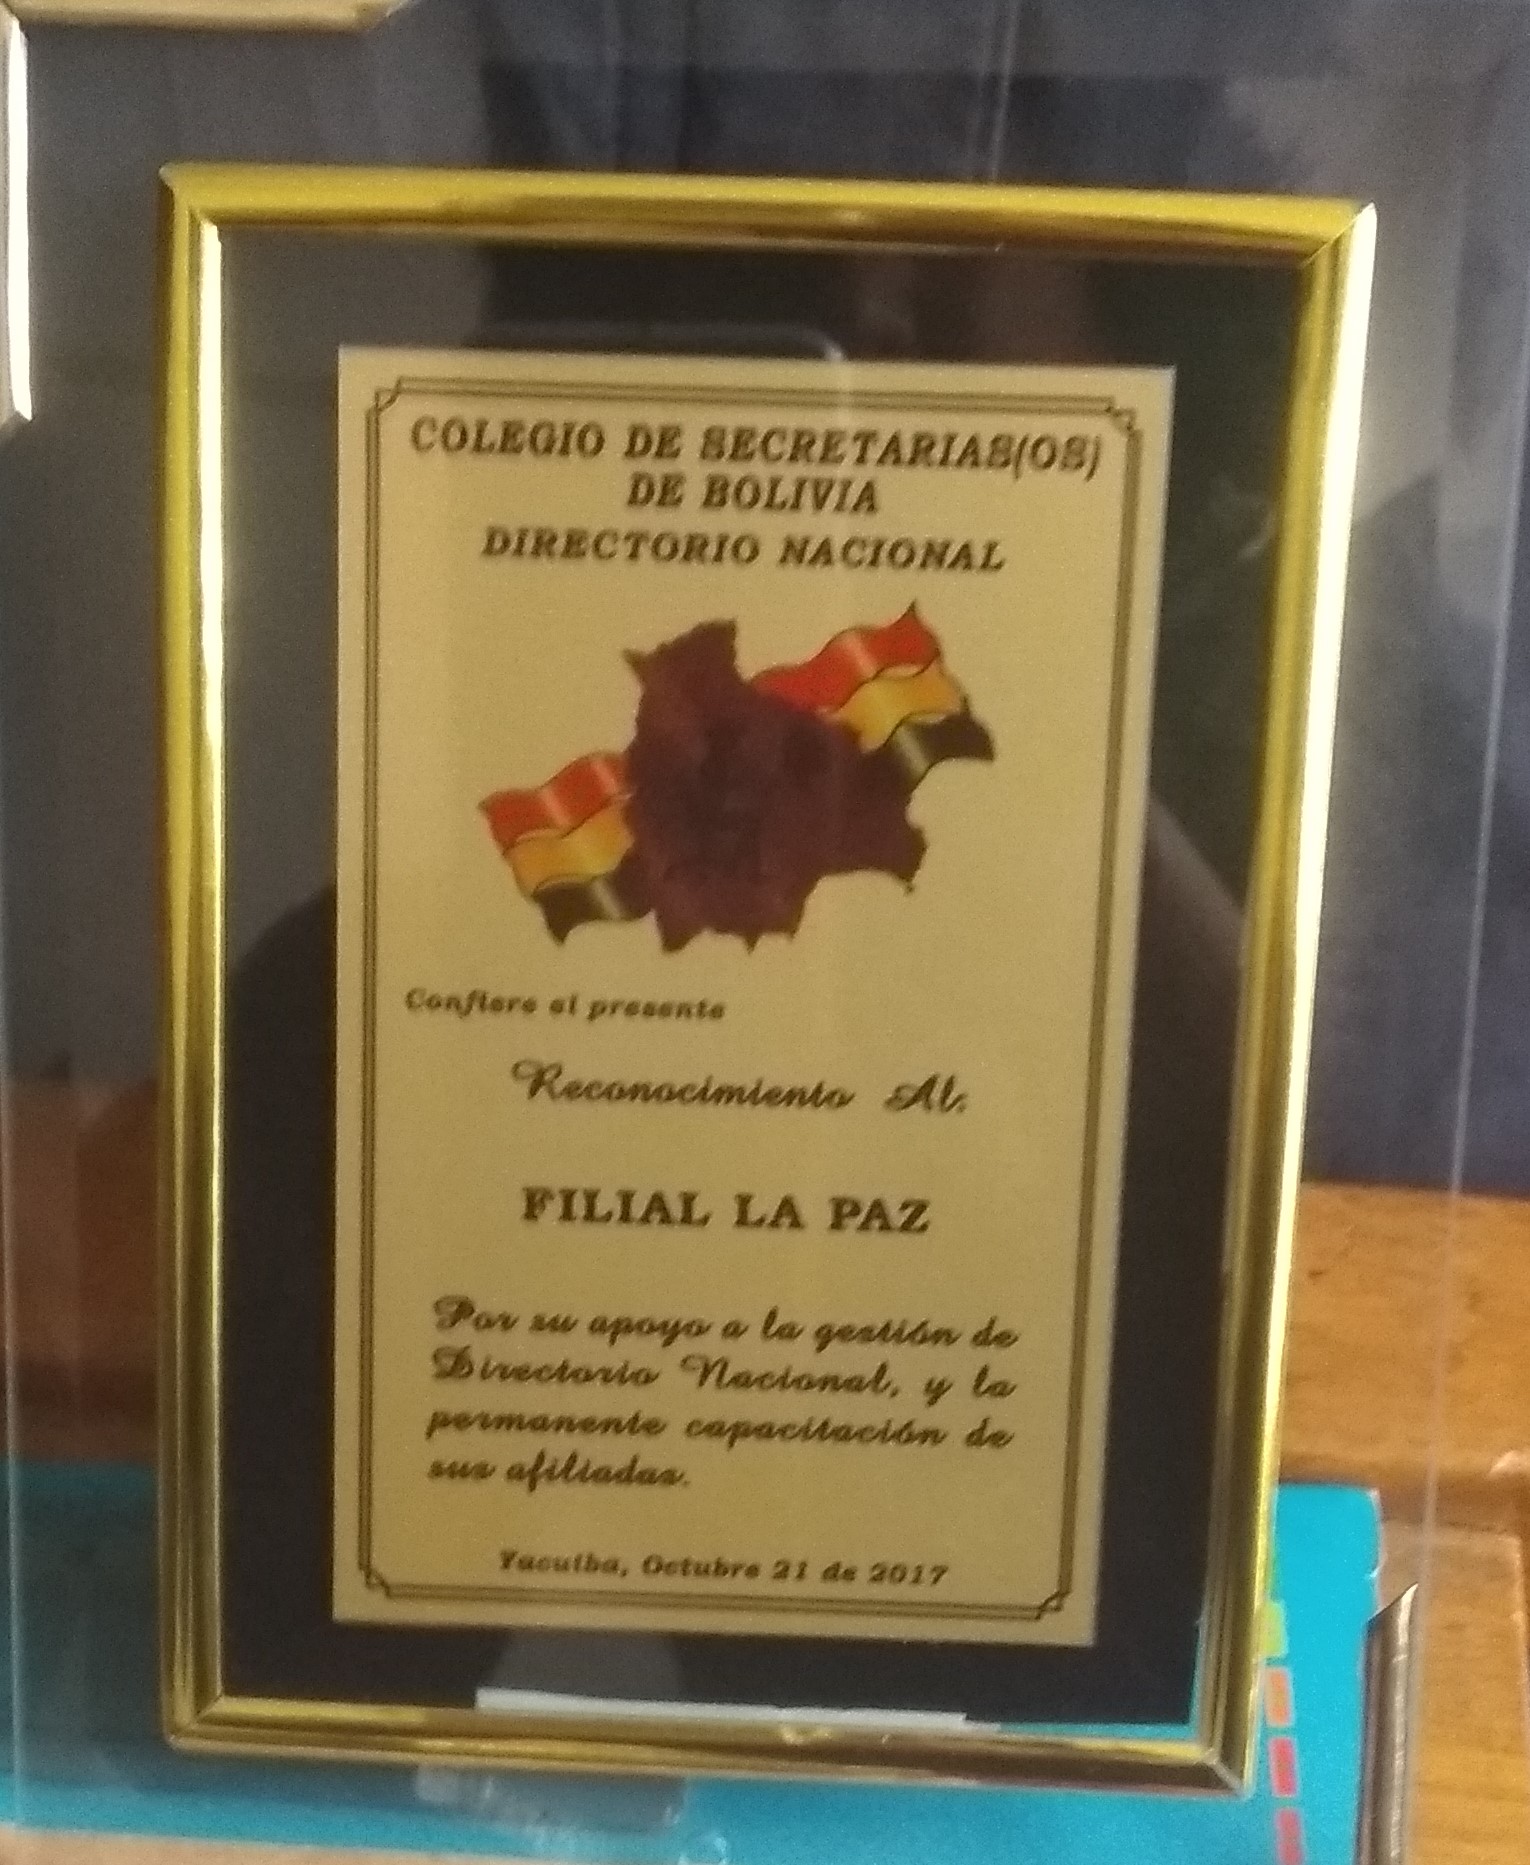 COLEGIO DE SECRETARIAS(OS)
DE BOLIVIA
DIRECTORIO NACIONAL
Confiere el presente
Reconocimiento Al:
FILIAL LA PAZ
Por su apoyo a la gestión de
Directorio Nacional, y la
permanente capacitación de
sus afiliadas.
Yacuiba, Octubre 21 de 2017